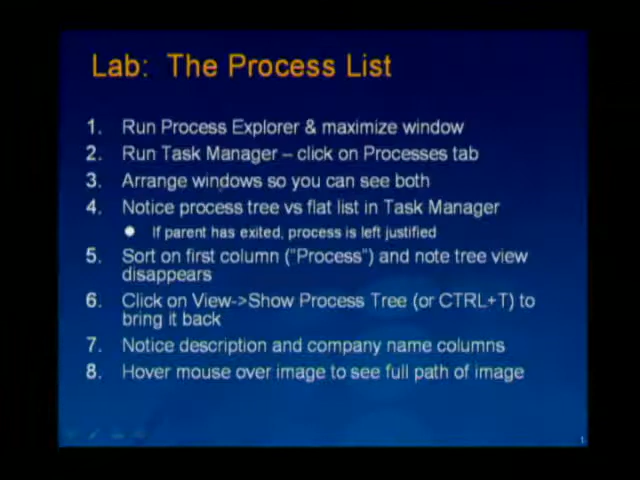 Lab: The Process List
1. Run Process Explorer & maximize window
2. Run Task Manager – click on Processes tab
3. Arrange windows so you can see both
4. Notice process tree vs flat list in Task Manager
If parent has exited, process is left justified
5. Sort on first column ("Process") and note tree view
disappears
6. Click on View->Show Process Tree (or CTRL+T) to
bring it back
7. Notice description and company name columns
8. Hover mouse over image to see full path of image